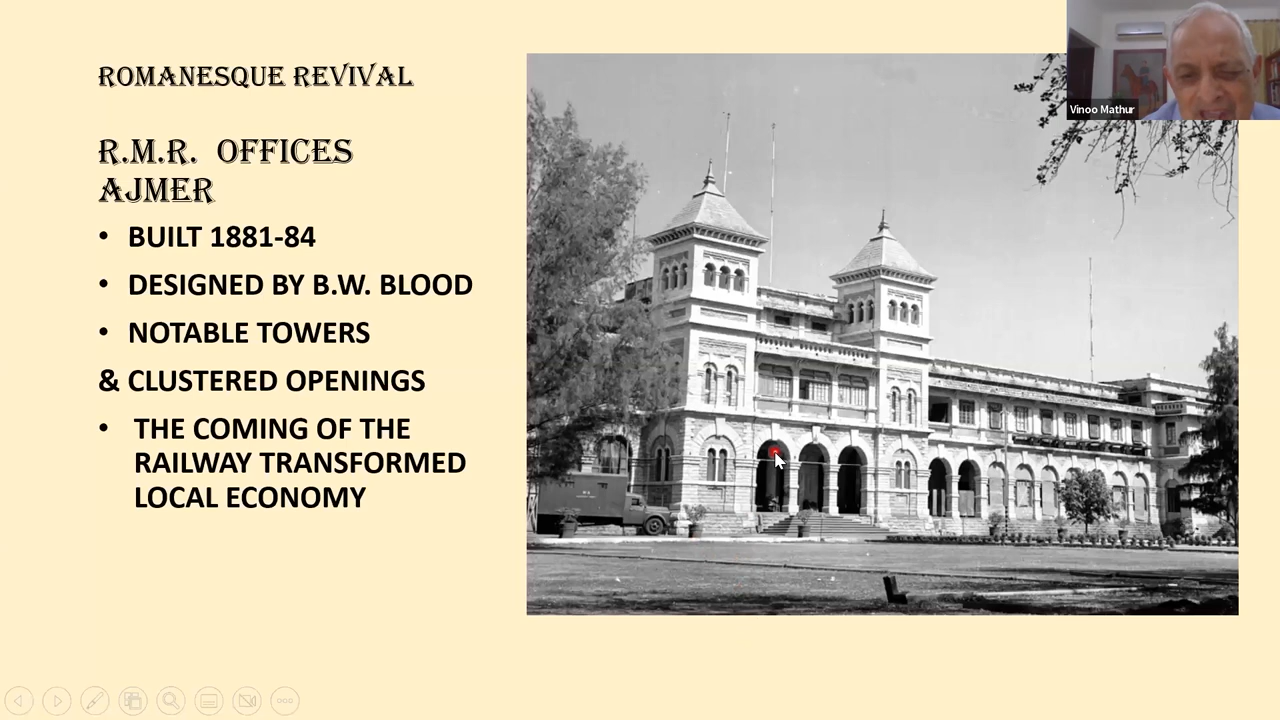 ROMANESQUE REVIVAL
R.M.R. OFFICES
AJMER
• BUILT 1881-84
• DESIGNED BY B.W. BLOOD
• NOTABLE TOWERS
& CLUSTERED OPENINGS
• THE COMING OF THE
RAILWAY TRANSFORMED
LOCAL ECONOMY
Vinoo Mathur